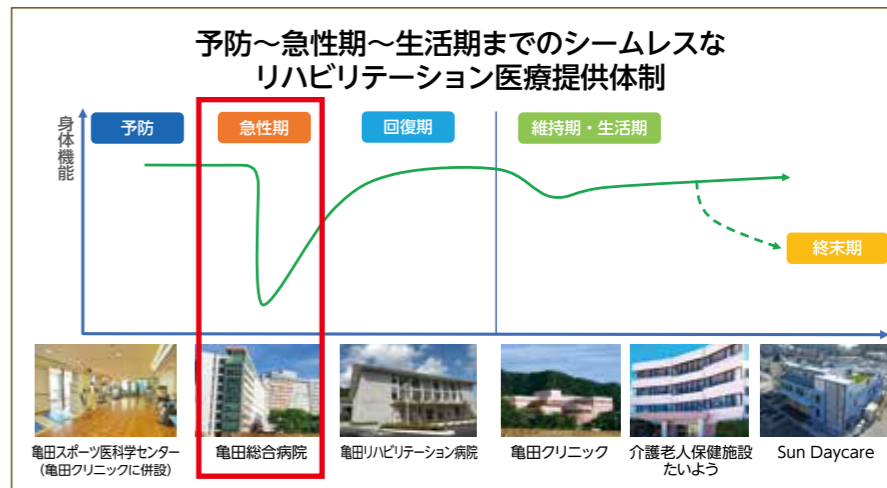 予防～急性期～生活期までのシームレスな
リハビリテーション医療提供体制
身体機能
予防
急性期
回復期
維持期・生活期
終末期
亀田スポーツ医科学センター
（亀田クリニックに併設）
亀田総合病院
亀田リハビリテーション病院
亀田クリニック
介護老人保健施設
たいよう
Sun Daycare